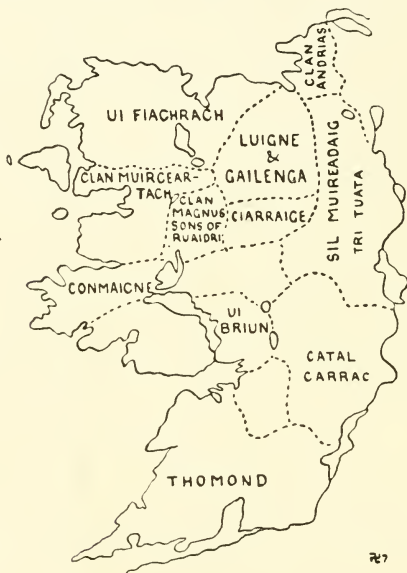 CLAN
ANDRIAS
UI FIACHRACH
LUIGNE
&
GAILENGA
SIL MUIREADAIG
TRI TUATA
CLAN MUIRCEAR-
TACH
CLAN
MAGNUS
SONS OF
RUAIDRI
CIARRAIGE
CONMAICNE
UI
BRIUN
CATAL
CARRAC
THOMOND